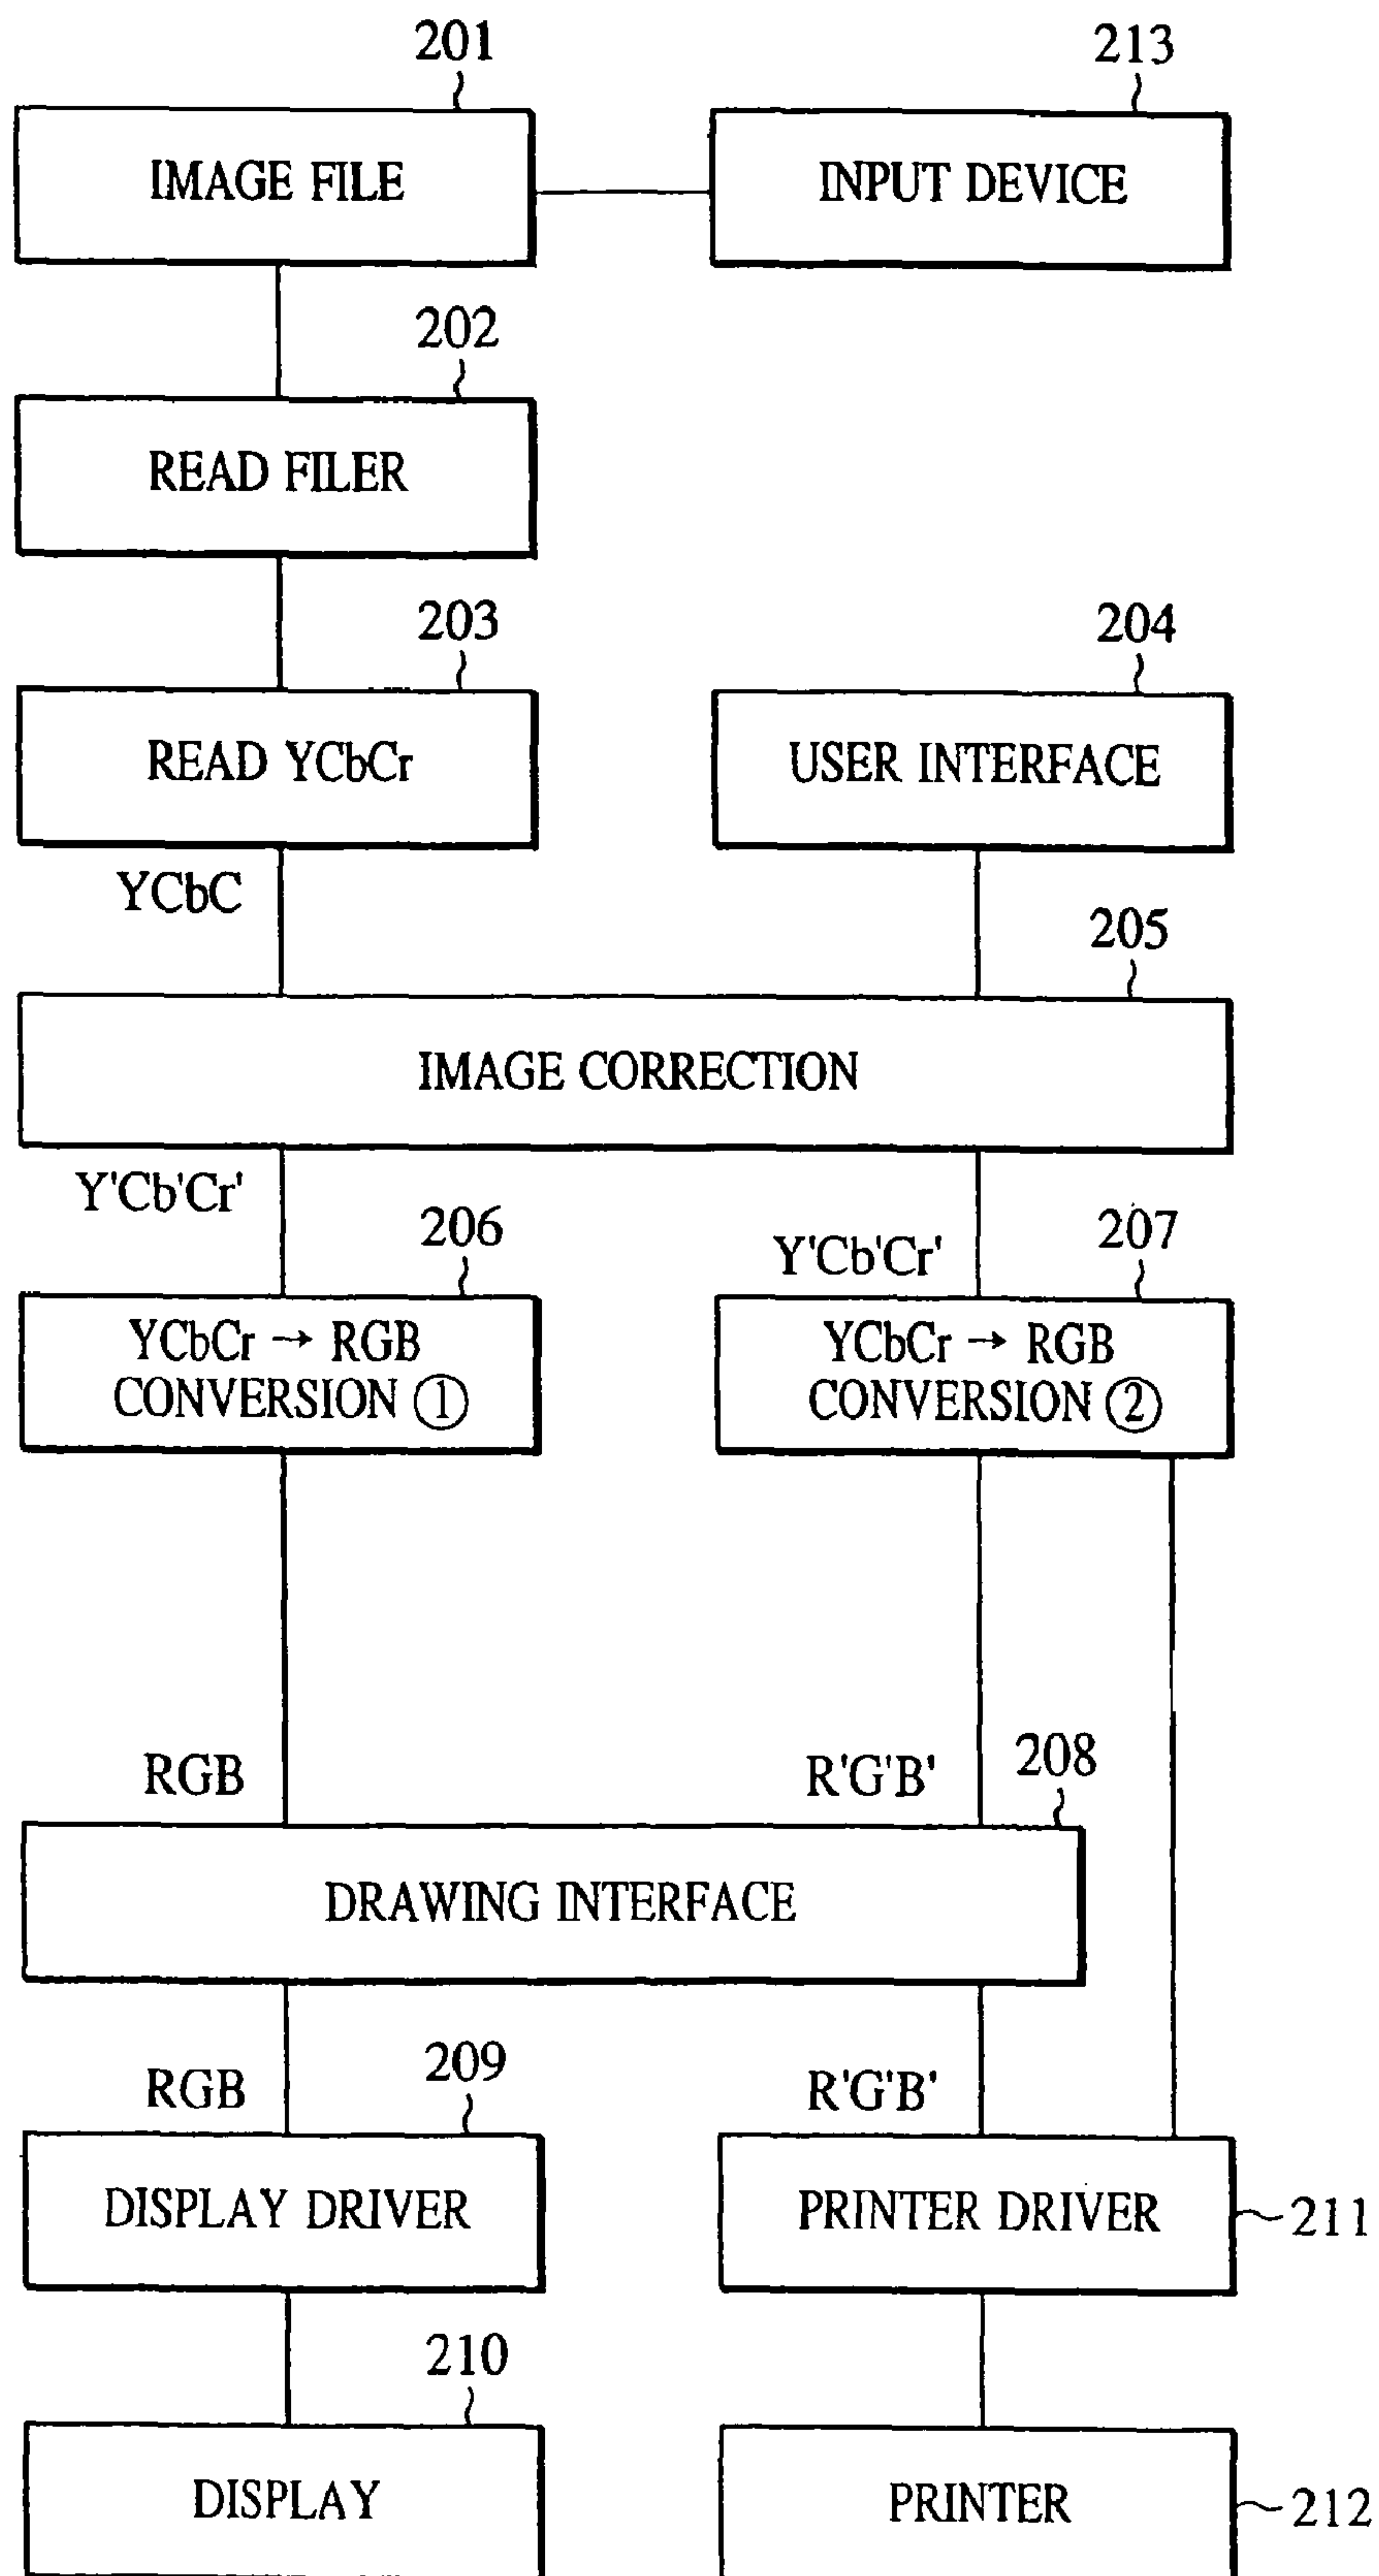 201
213
IMAGE FILE
INPUT DEVICE
202
READ FILER
203
204
READ YCbCr
USER INTERFACE
YCbC
205
IMAGE CORRECTION
Y'Cb'Cr'
206
Y'Cb'Cr'
207
YCbCr → RGB
CONVERSION ①
YCbCr → RGB
CONVERSION ②
RGB
R'G'B'
208
DRAWING INTERFACE
RGB
209
R'G'B'
DISPLAY DRIVER
PRINTER DRIVER
211
210
DISPLAY
PRINTER
212